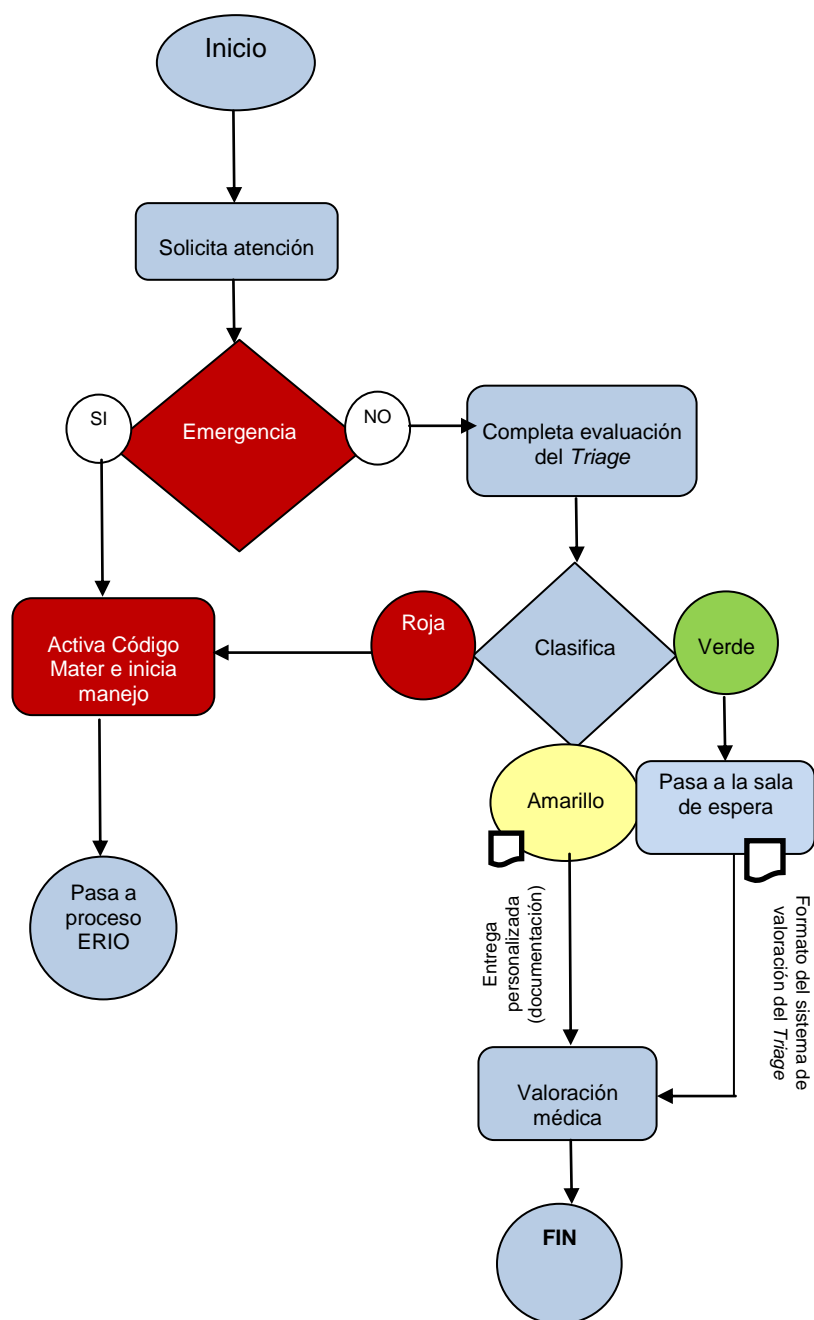 Inicio
Solicita atención
Emergencia
SI
NO
Completa evaluación
del Triage
Activa Código
Mater e inicia
manejo
Roja
Clasifica
Verde
Amarillo
Pasa a la sala
de espera
Pasa a
proceso
ERIO
Entrega
personalizada
(documentación)
Formato del sistema de
valoración del Triage
Valoración
médica
FIN